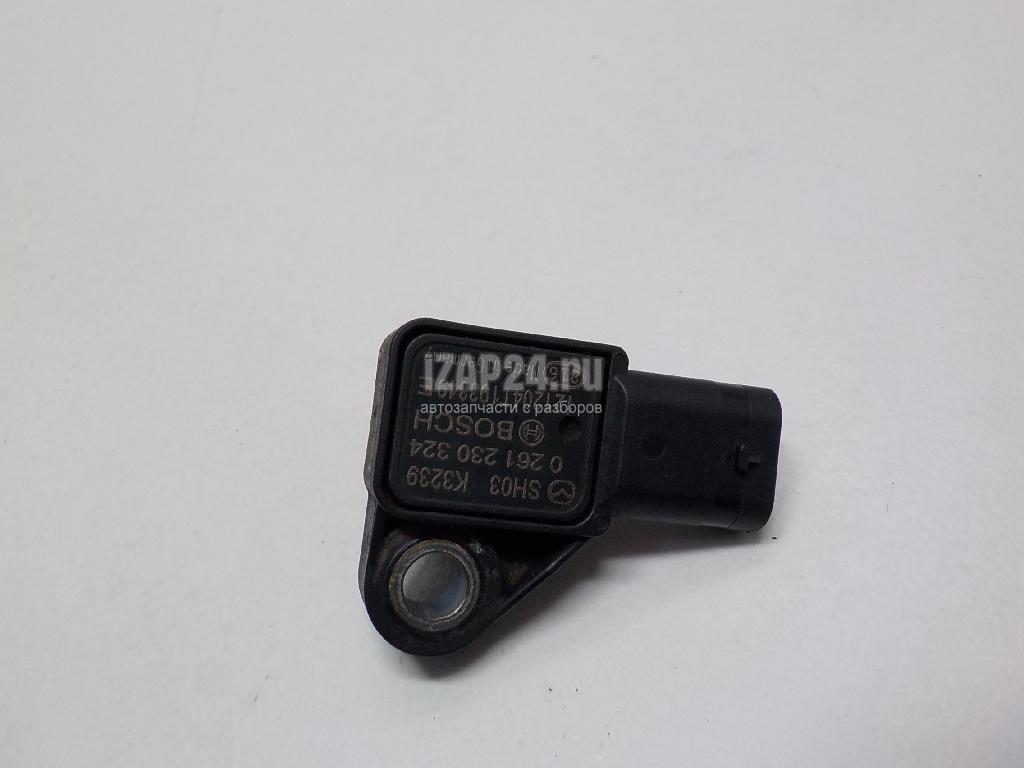 SH03 K3239
0 261 230 324
BOSCH
iZAP24.ru
автозапчасти с разборов